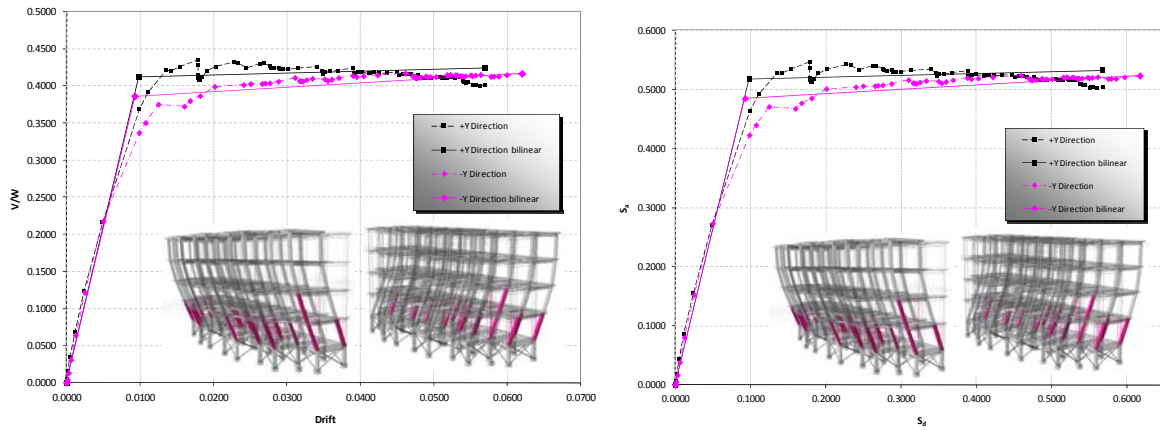 0.5000
0.4500
0.4000
0.3500
0.3000
0.2500
0.2000
0.1500
0.1000
0.0500
0.0000
V/W
0.0000 0.0100 0.0200 0.0300 0.0400 0.0500 0.0600 0.0700
Drift
+Y Direction
+Y Direction bilinear
-Y Direction
-Y Direction bilinear
0.6000
0.5000
0.4000
0.3000
0.2000
0.1000
0.0000
Sa
0.0000 0.1000 0.2000 0.3000 0.4000 0.5000 0.6000
Sd
+Y Direction
+Y Direction bilinear
-Y Direction
-Y Direction bilinear